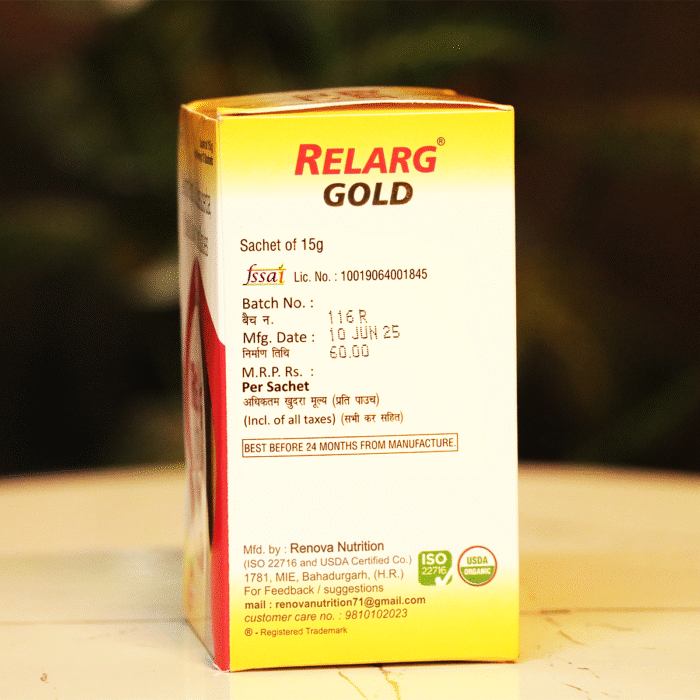 RELARG®
GOLD
Sachet of 15g
fssai Lic. No. : 10019064001845
Batch No. :
बैच न. 116 R
Mfg. Date : 10 JUN 25
निर्माण तिथि 60.00
M.R.P. Rs. :
Per Sachet
अधिकतम खुदरा मूल्य (प्रति पाउच)
(Incl. of all taxes) (सभी कर सहित)
BEST BEFORE 24 MONTHS FROM MANUFACTURE.
Mfd. by : Renova Nutrition
(ISO 22716 and USDA Certified Co.)
1781, MIE, Bahadurgarh, (H.R.)
For Feedback / suggestions
mail : renovanutrition71@gmail.com
customer care no. : 9810102023
® - Registered Trademark
ISO
22716
USDA
ORGANIC